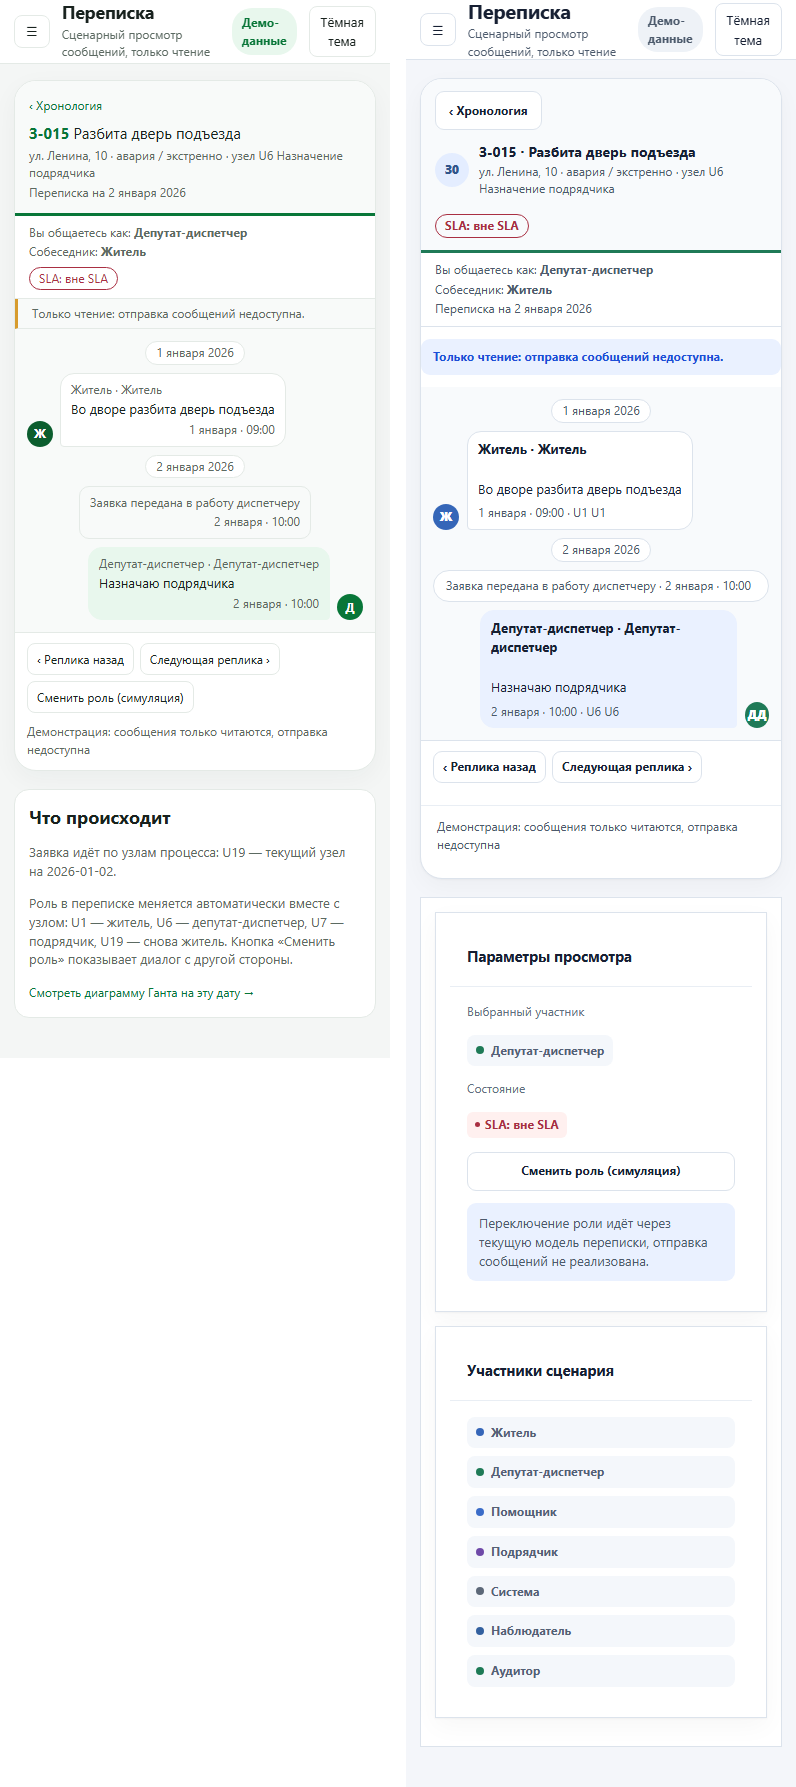 ☰
Переписка
Сценарный просмотр
сообщений, только чтение
Демо-
данные
Тёмная
тема
‹ Хронология
З-015 Разбита дверь подъезда
ул. Ленина, 10 · авария / экстренно · узел U6 Назначение
подрядчика
Переписка на 2 января 2026
Вы общаетесь как: Депутат-диспетчер
Собеседник: Житель
SLA: вне SLA
Только чтение: отправка сообщений недоступна.
1 января 2026
Житель · Житель
Во дворе разбита дверь подъезда
1 января · 09:00
Ж
2 января 2026
Заявка передана в работу диспетчеру
2 января · 10:00
Депутат-диспетчер · Депутат-диспетчер
Назначаю подрядчика
2 января · 10:00
Д
‹ Реплика назад
Следующая реплика ›
Сменить роль (симуляция)
Демонстрация: сообщения только читаются, отправка
недоступна
Что происходит
Заявка идёт по узлам процесса: U19 — текущий узел
на 2026-01-02.
Роль в переписке меняется автоматически вместе с
узлом: U1 — житель, U6 — депутат-диспетчер, U7 —
подрядчик, U19 — снова житель. Кнопка «Сменить
роль» показывает диалог с другой стороны.
Смотреть диаграмму Ганта на эту дату →
☰
Переписка
Сценарный просмотр
сообщений, только чтение
Демо-
данные
Тёмная
тема
‹ Хронология
30
З-015 · Разбита дверь подъезда
ул. Ленина, 10 · авария / экстренно · узел U6
Назначение подрядчика
SLA: вне SLA
Вы общаетесь как: Депутат-диспетчер
Собеседник: Житель
Переписка на 2 января 2026
Только чтение: отправка сообщений недоступна.
1 января 2026
Житель · Житель
Во дворе разбита дверь подъезда
1 января · 09:00 · U1 U1
Ж
2 января 2026
Заявка передана в работу диспетчеру · 2 января · 10:00
Депутат-диспетчер · Депутат-
диспетчер
Назначаю подрядчика
2 января · 10:00 · U6 U6
ДД
‹ Реплика назад
Следующая реплика ›
Демонстрация: сообщения только читаются, отправка
недоступна
Параметры просмотра
Выбранный участник
Депутат-диспетчер
Состояние
SLA: вне SLA
Сменить роль (симуляция)
Переключение роли идёт через
текущую модель переписки, отправка
сообщений не реализована.
Участники сценария
Житель
Депутат-диспетчер
Помощник
Подрядчик
Система
Наблюдатель
Аудитор